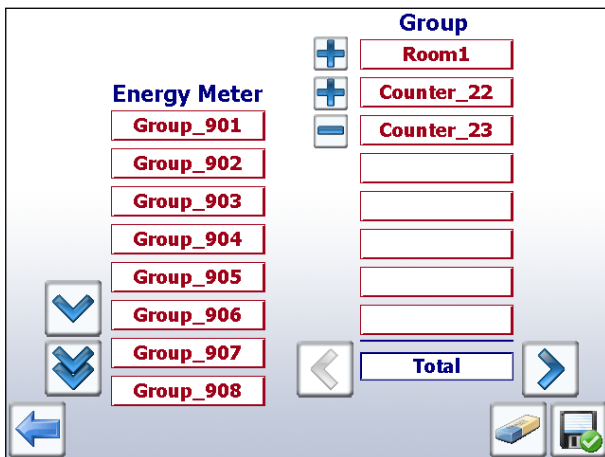 Group
Room1
Energy Meter
Counter_22
Group_901
Counter_23
Group_902
Group_903
Group_904
Group_905
Group_906
Group_907
Total
Group_908